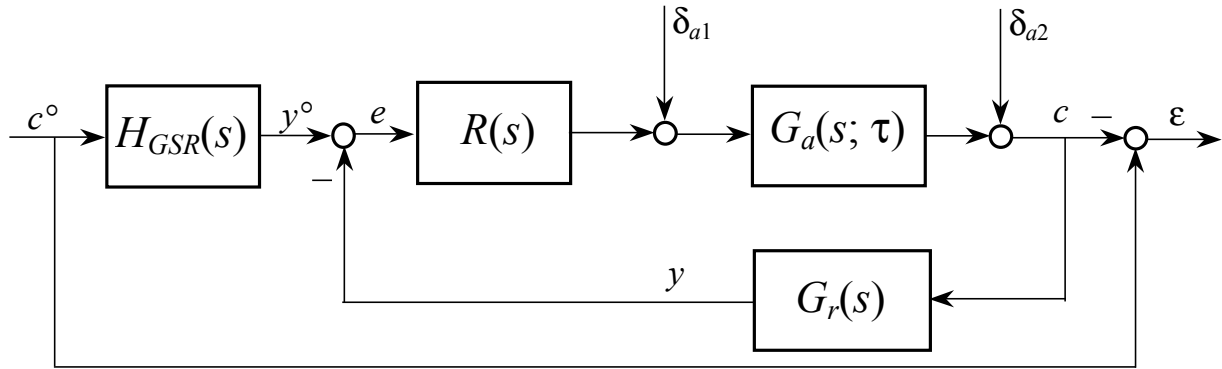 δa1
δa2
c°
HGSR(s)
y°
e
R(s)
Ga(s; τ)
c
−
ε
−
y
Gr(s)